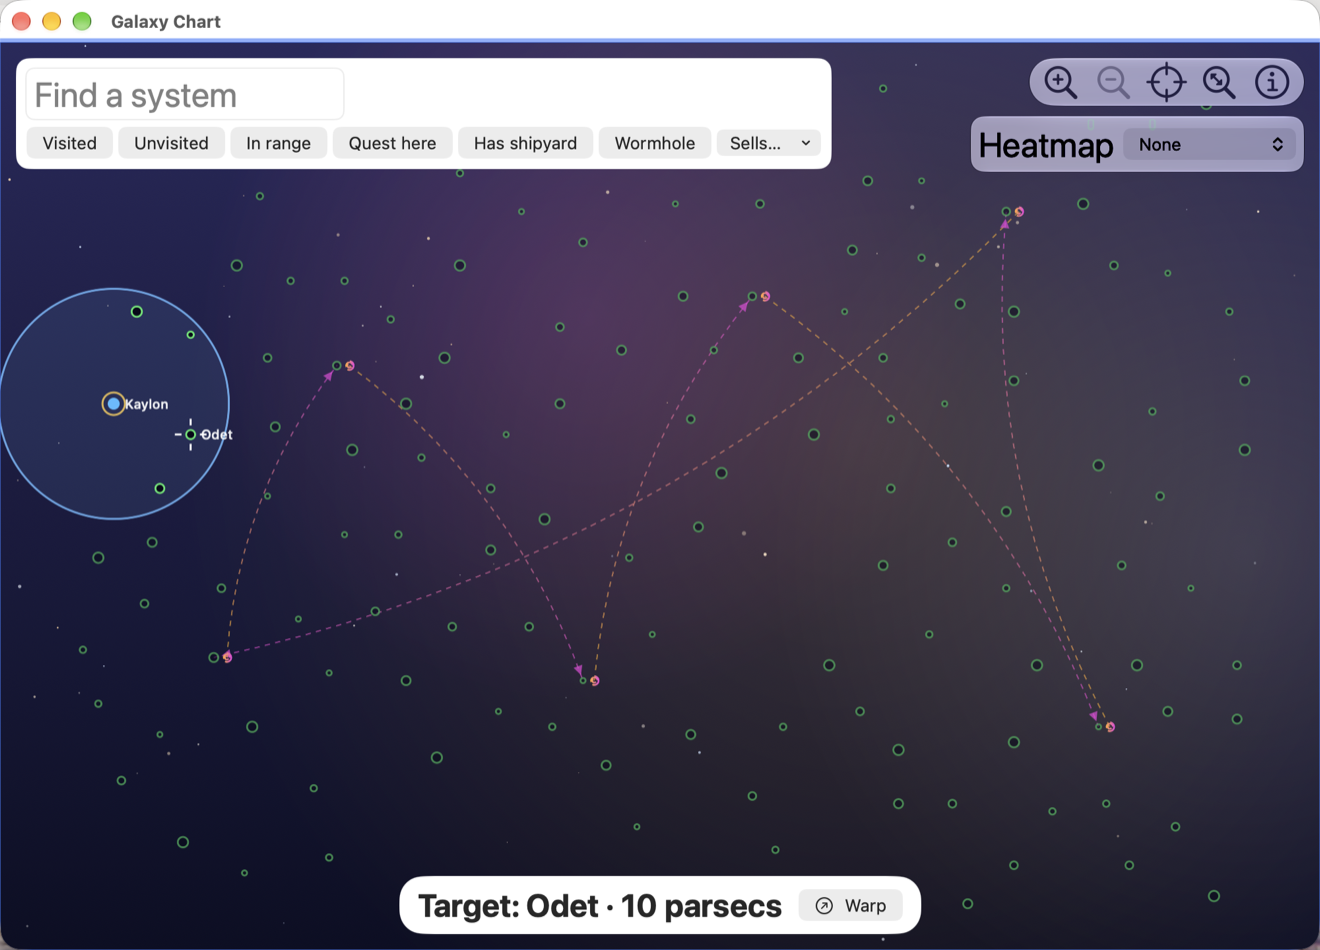 Galaxy Chart
Find a system
Visited Unvisited In range Quest here Has shipyard Wormhole Sells...
Heatmap None
Kaylon
Odet
Target: Odet · 10 parsecs Warp